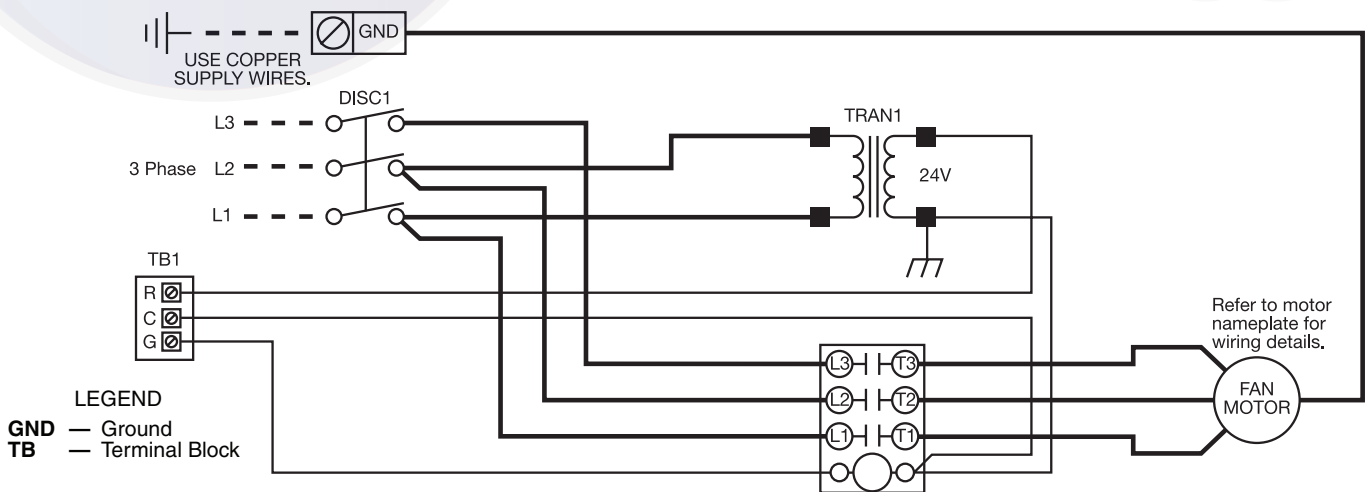 GND
USE COPPER
SUPPLY WIRES.
DISC1
L3
3 Phase L2
L1
TRAN1
24V
TB1
R
C
G
Refer to motor
nameplate for
wiring details.
L3 T3
L2 T2
L1 T1
FAN
MOTOR
LEGEND
GND — Ground
TB — Terminal Block